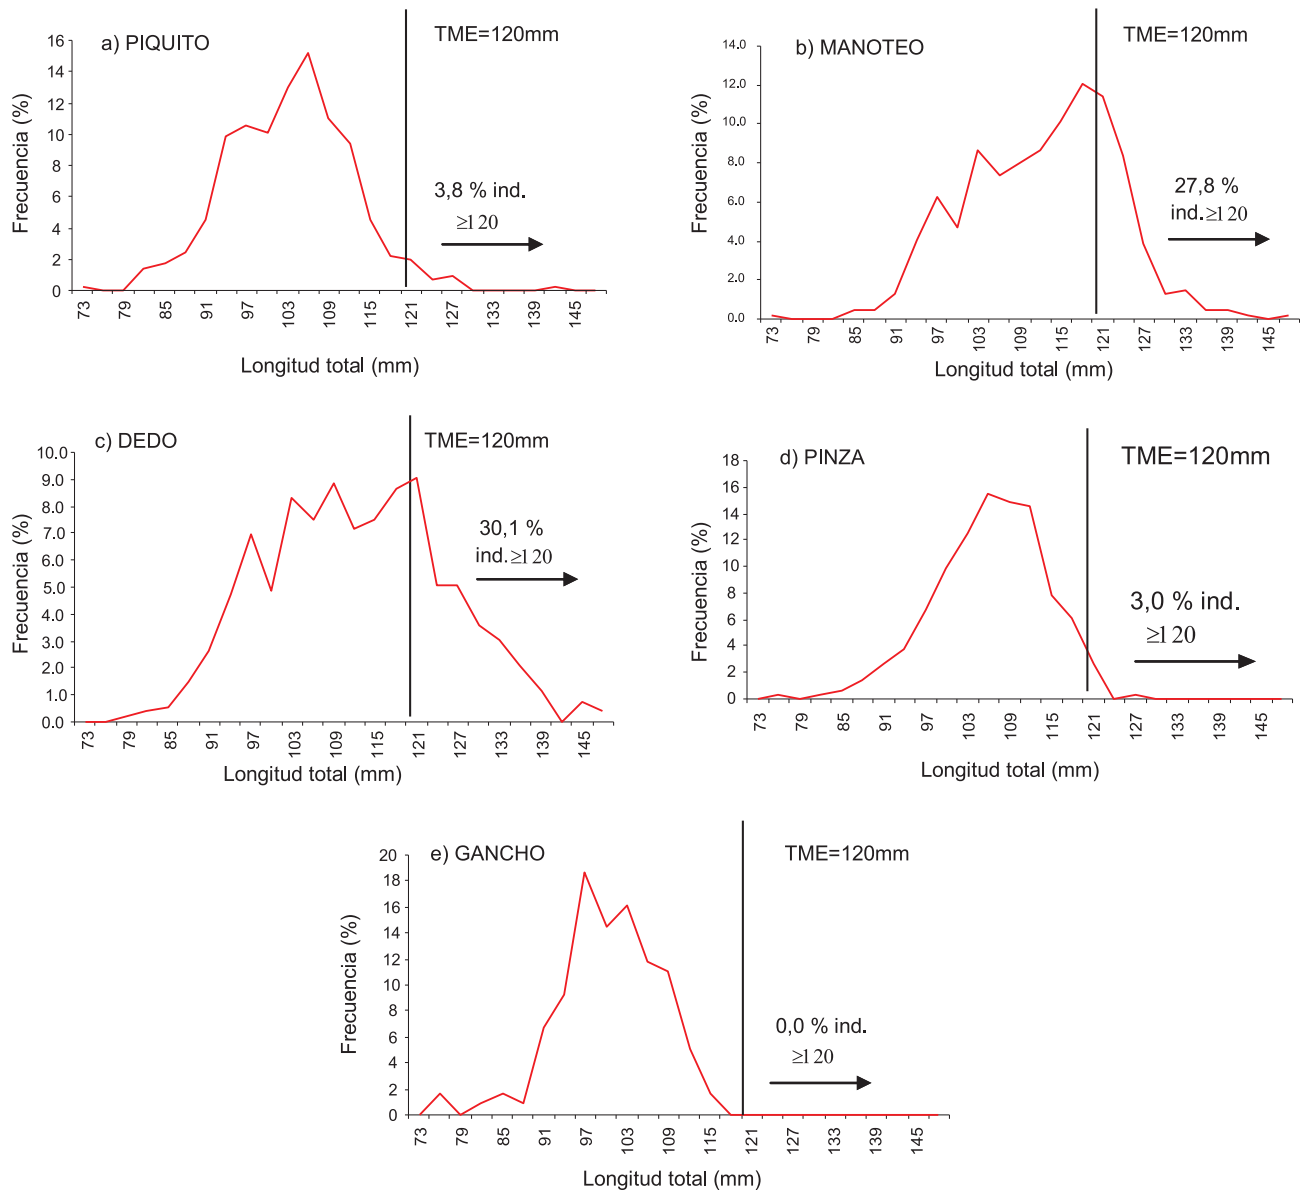 a) PIQUITO
TME=120mm
Frecuencia (%)
16
14
12
10
8
6
4
2
0
3,8 % ind.
≥120
73 79 85 91 97 103 109 115 121 127 133 139 145
Longitud total (mm)
b) MANOTEO
TME=120mm
Frecuencia (%)
14.0
12.0
10.0
8.0
6.0
4.0
2.0
0.0
27,8 %
ind.≥120
73 79 85 91 97 103 109 115 121 127 133 139 145
Longitud total (mm)
c) DEDO
TME=120mm
Frecuencia (%)
10.0
9.0
8.0
7.0
6.0
5.0
4.0
3.0
2.0
1.0
0.0
30,1 %
ind.≥120
73 79 85 91 97 103 109 115 121 127 133 139 145
Longitud total (mm)
d) PINZA
TME=120mm
Frecuencia (%)
18
16
14
12
10
8
6
4
2
0
3,0 % ind.
≥120
73 79 85 91 97 103 109 115 121 127 133 139 145
Longitud total (mm)
e) GANCHO
TME=120mm
Frecuencia (%)
20
18
16
14
12
10
8
6
4
2
0
0,0 % ind.
≥120
73 79 85 91 97 103 109 115 121 127 133 139 145
Longitud total (mm)